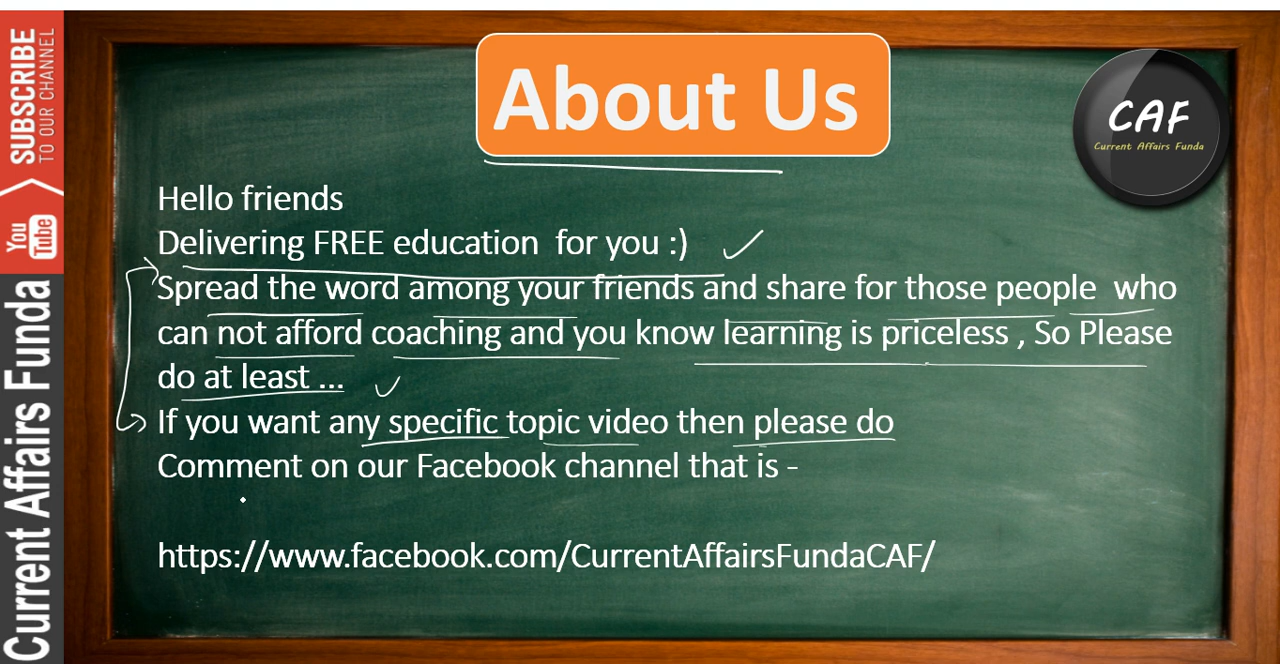 SUBSCRIBE
TO OUR CHANNEL
You
Tube
Current Affairs Funda
About Us
CAF
Current Affairs Funda
Hello friends
Delivering FREE education  for you :)
Spread the word among your friends and share for those people  who
can not afford coaching and you know learning is priceless , So Please
do at least ...
If you want any specific topic video then please do
Comment on our Facebook channel that is -
https://www.facebook.com/CurrentAffairsFundaCAF/